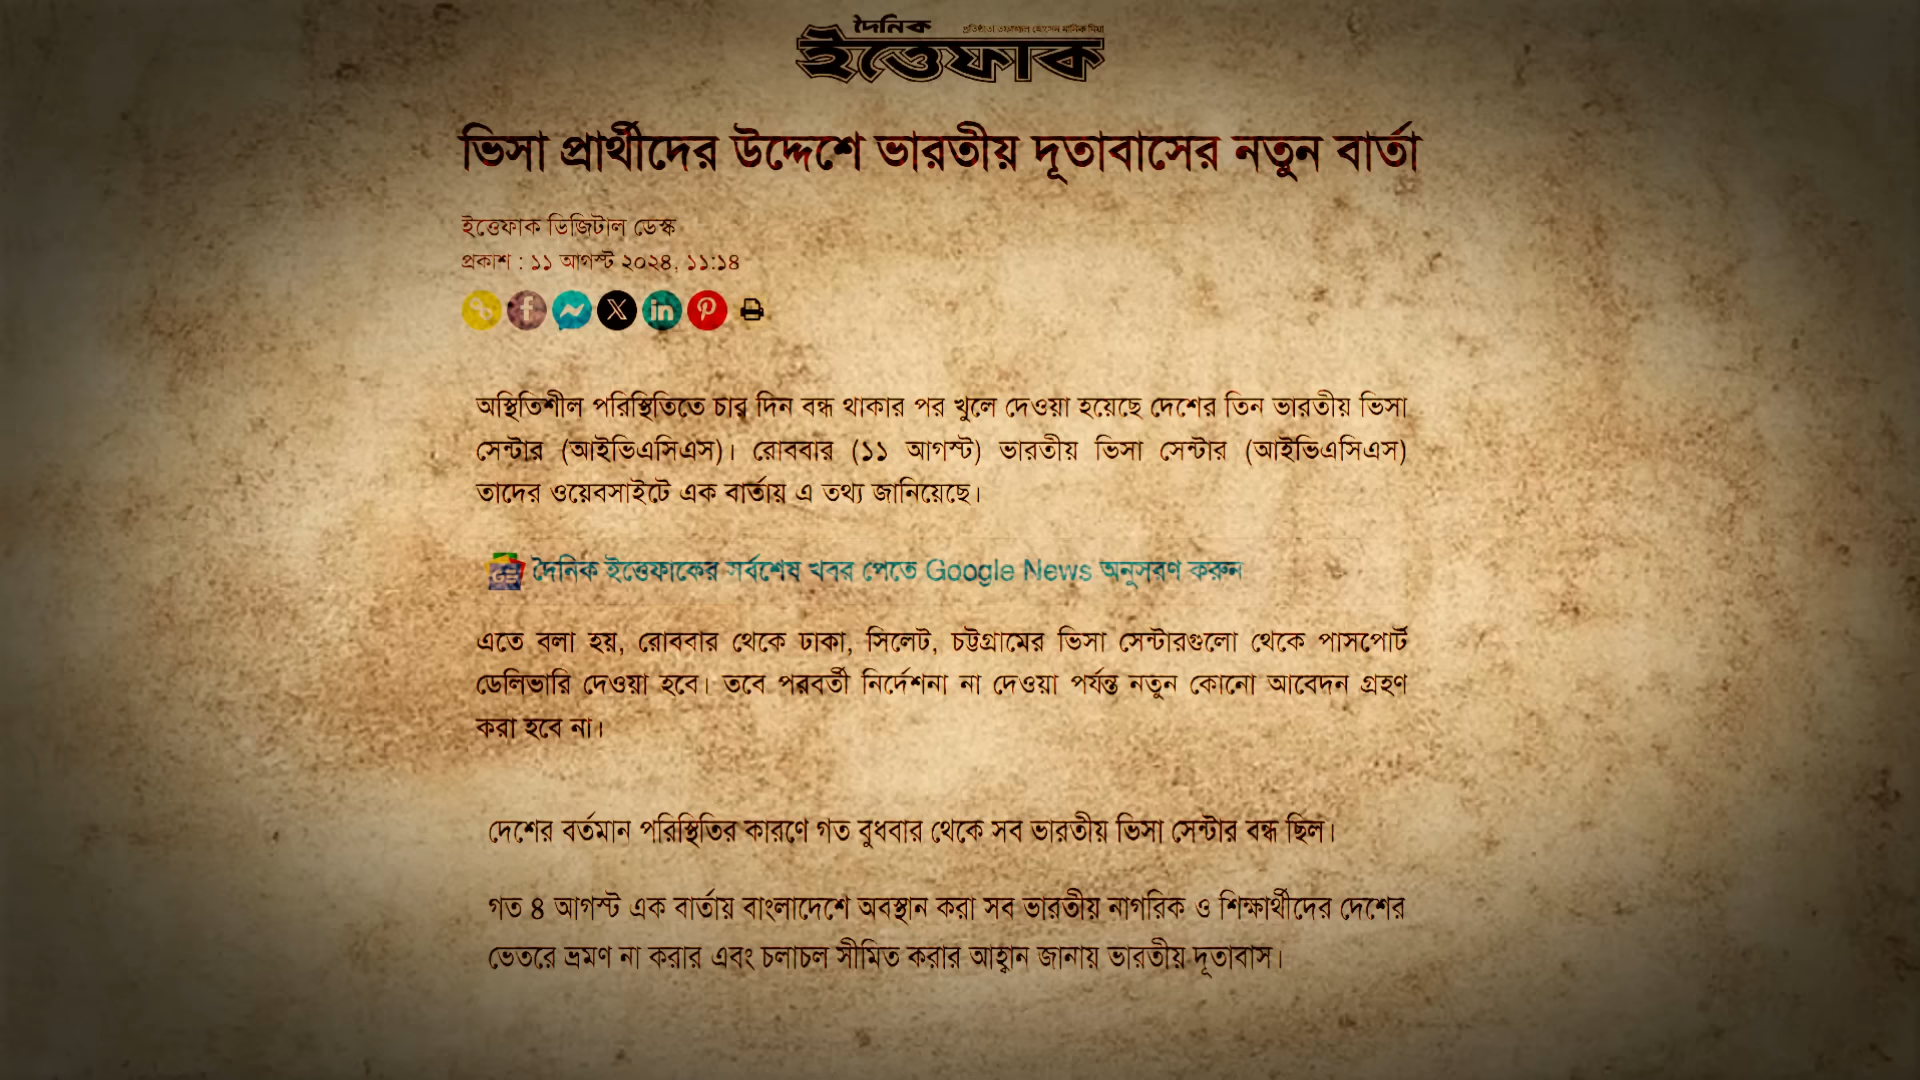 দৈনিক
ইত্তেফাক
ভিসা প্রার্থীদের উদ্দেশে ভারতীয় দূতাবাসের নতুন বার্তা
ইত্তেফাক ডিজিটাল ডেস্ক
প্রকাশ : ১১ আগস্ট ২০২৪, ১১:১৪
অস্থিতিশীল পরিস্থিতিতে চার দিন বন্ধ থাকার পর খুলে দেওয়া হয়েছে দেশের তিন ভারতীয় ভিসা
সেন্টার (আইভিএসিএস)। রোববার (১১ আগস্ট) ভারতীয় ভিসা সেন্টার (আইভিএসিএস)
তাদের ওয়েবসাইটে এক বার্তায় এ তথ্য জানিয়েছে।
দৈনিক ইত্তেফাকের সর্বশেষ খবর পেতে Google News অনুসরণ করুন
এতে বলা হয়, রোববার থেকে ঢাকা, সিলেট, চট্টগ্রামের ভিসা সেন্টারগুলো থেকে পাসপোর্ট
ডেলিভারি দেওয়া হবে। তবে পরবর্তী নির্দেশনা না দেওয়া পর্যন্ত নতুন কোনো আবেদন গ্রহণ
করা হবে না।
দেশের বর্তমান পরিস্থিতির কারণে গত বুধবার থেকে সব ভারতীয় ভিসা সেন্টার বন্ধ ছিল।
গত ৪ আগস্ট এক বার্তায় বাংলাদেশে অবস্থান করা সব ভারতীয় নাগরিক ও শিক্ষার্থীদের দেশের
ভেতরে ভ্রমণ না করার এবং চলাচল সীমিত করার আহ্বান জানায় ভারতীয় দূতাবাস।